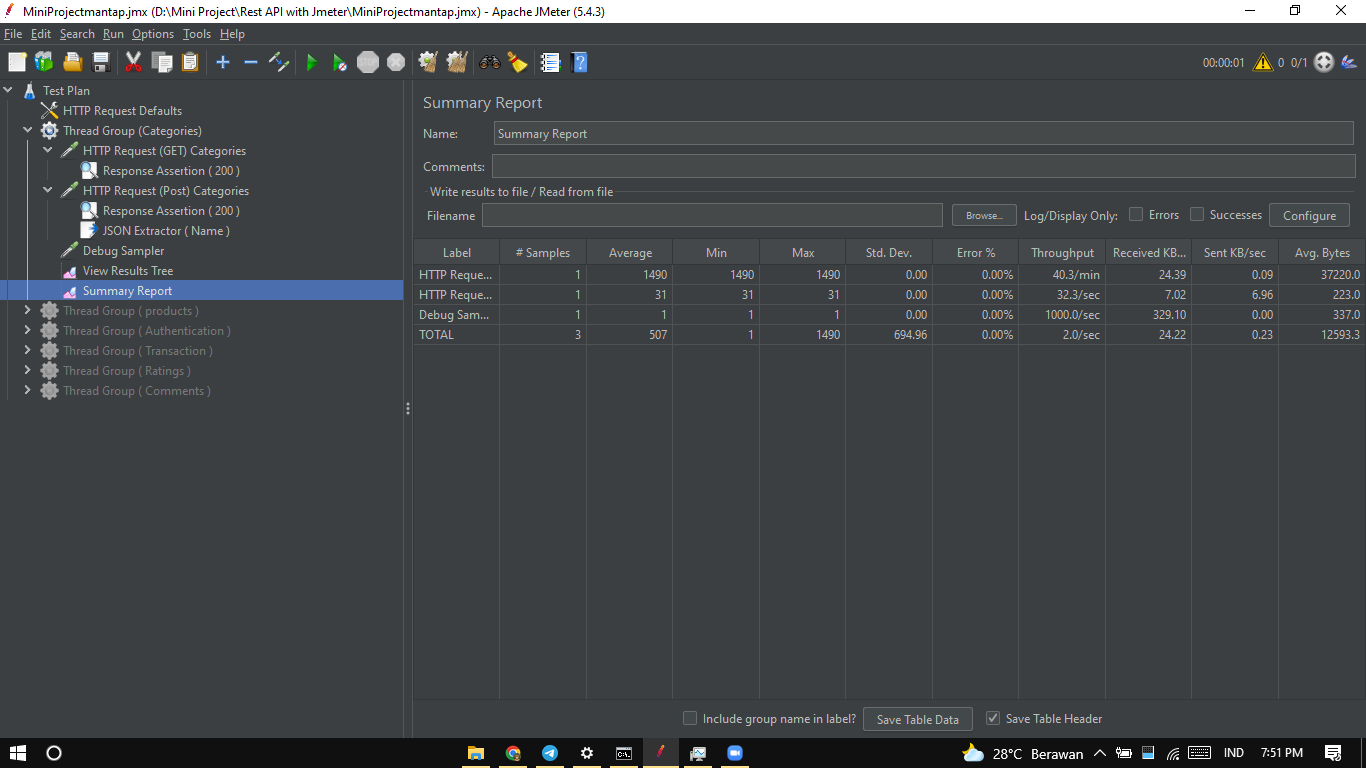 MiniProjectmantap.jmx (D:\Mini Project\Rest API with Jmeter\MiniProjectmantap.jmx) - Apache JMeter (5.4.3)
File Edit Search Run Options Tools Help
STOP
00:00:01 0 0/1
Test Plan
HTTP Request Defaults
Thread Group (Categories)
HTTP Request (GET) Categories
Response Assertion ( 200 )
HTTP Request (Post) Categories
Response Assertion ( 200 )
JSON Extractor ( Name )
Debug Sampler
View Results Tree
Summary Report
Thread Group ( products )
Thread Group ( Authentication )
Thread Group ( Transaction )
Thread Group ( Ratings )
Thread Group ( Comments )
Summary Report
Name: Summary Report
Comments:
Write results to file / Read from file
Filename Browse... Log/Display Only: Errors Successes Configure
Label # Samples Average Min Max Std. Dev. Error % Throughput Received KB... Sent KB/sec Avg. Bytes
HTTP Reque... 1 1490 1490 1490 0.00 0.00% 40.3/min 24.39 0.09 37220.0
HTTP Reque... 1 31 31 31 0.00 0.00% 32.3/sec 7.02 6.96 223.0
Debug Sam... 1 1 1 1 0.00 0.00% 1000.0/sec 329.10 0.00 337.0
TOTAL 3 507 1 1490 694.96 0.00% 2.0/sec 24.22 0.23 12593.3
Include group name in label? Save Table Data Save Table Header
28°C Berawan IND 7:51 PM